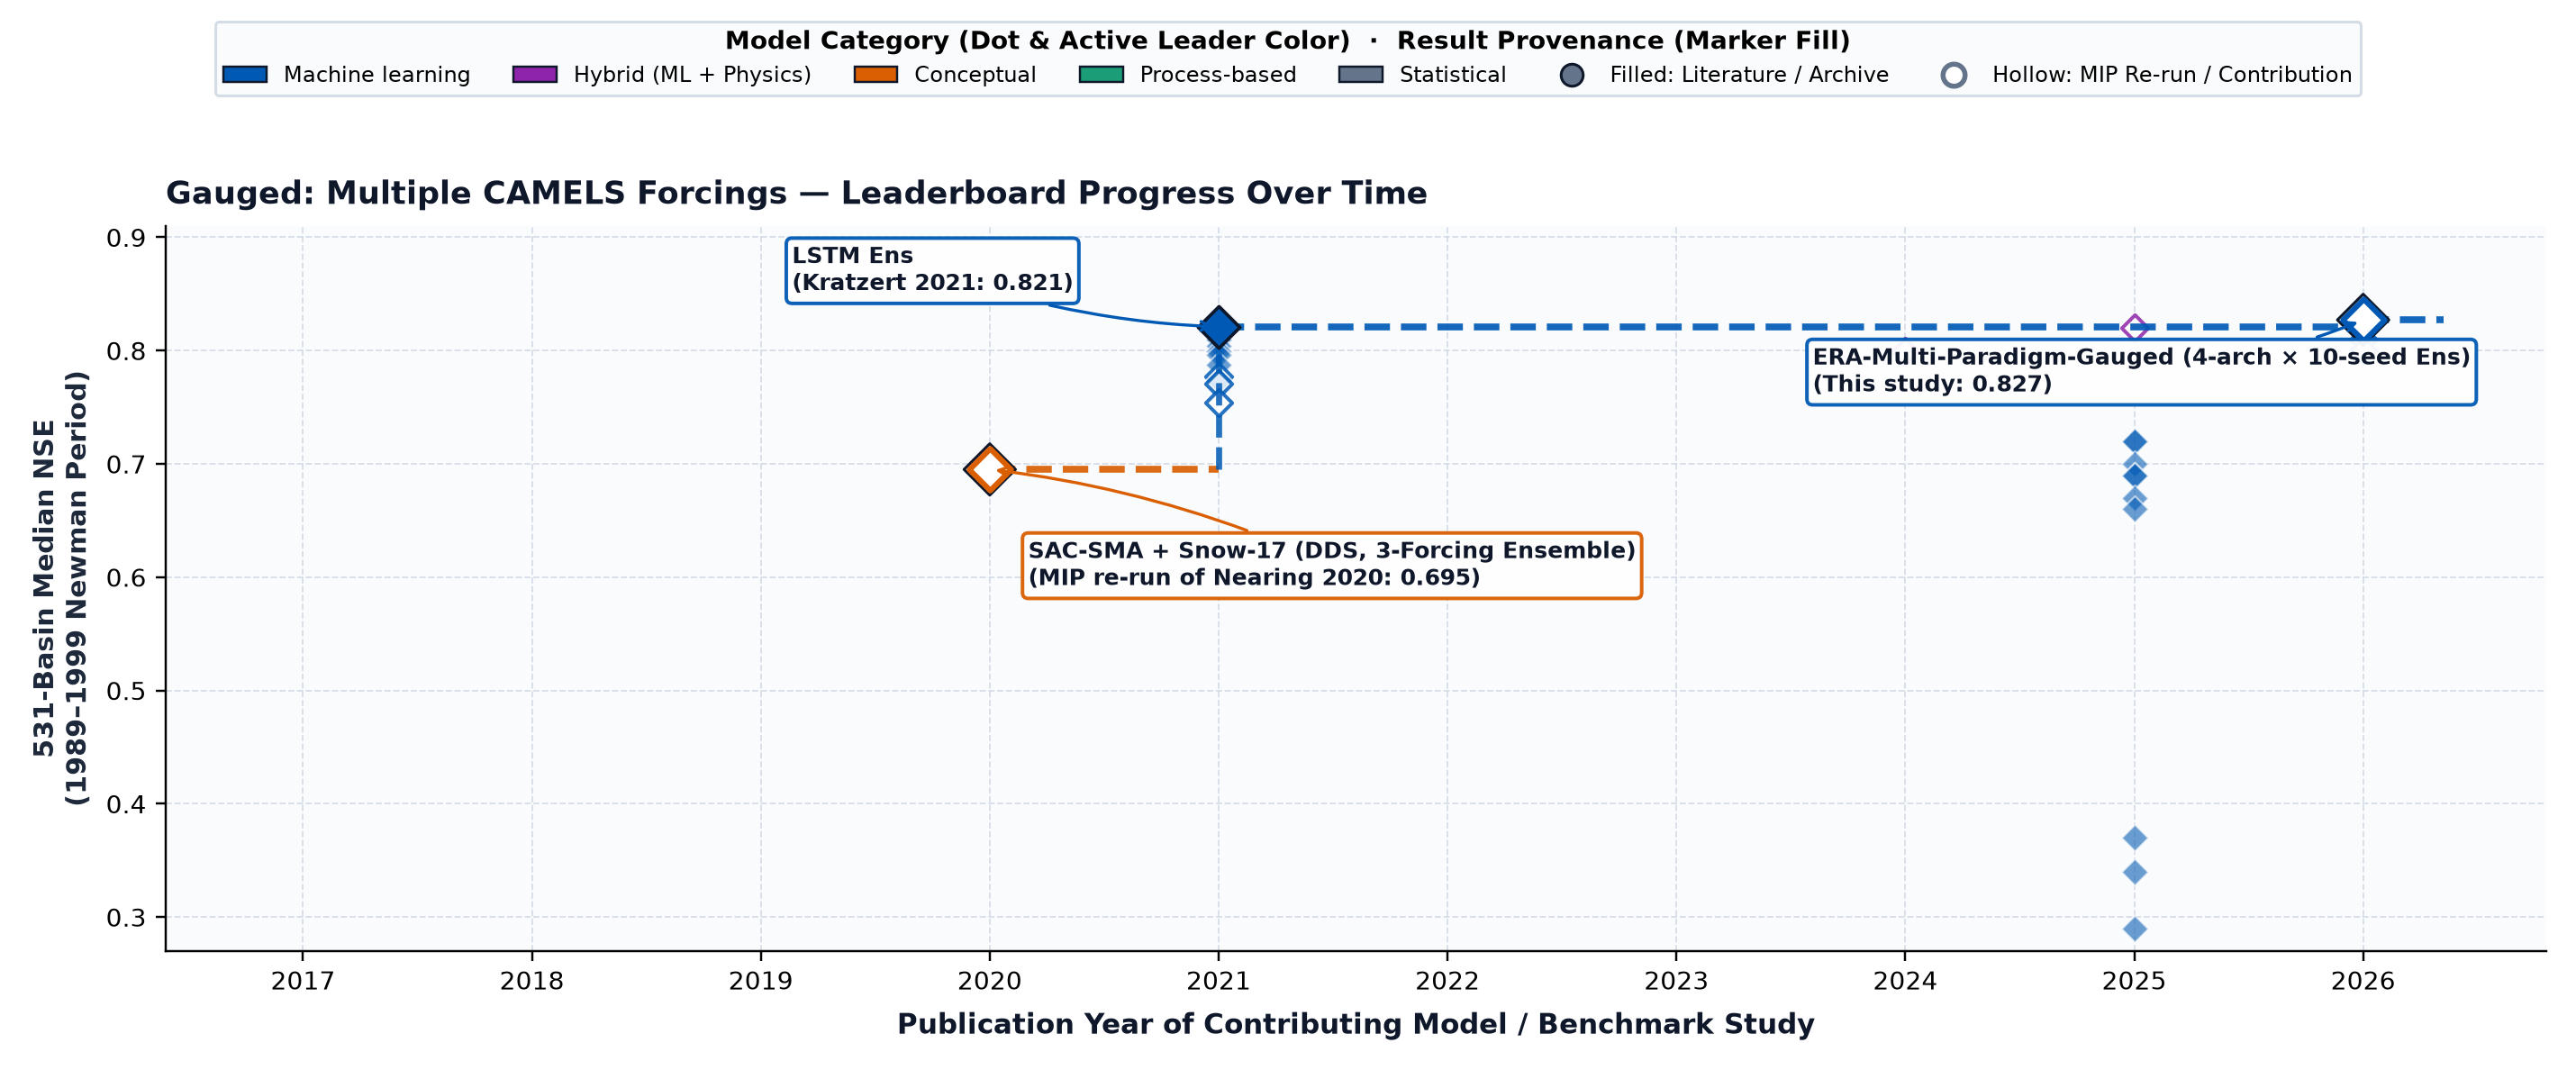 Model Category (Dot & Active Leader Color)  ·  Result Provenance (Marker Fill)
Machine learning
Hybrid (ML + Physics)
Conceptual
Process-based
Statistical
Filled: Literature / Archive
Hollow: MIP Re-run / Contribution
Gauged: Multiple CAMELS Forcings — Leaderboard Progress Over Time
531-Basin Median NSE
(1989–1999 Newman Period)
0.9
0.8
0.7
0.6
0.5
0.4
0.3
LSTM Ens
(Kratzert 2021: 0.821)
ERA-Multi-Paradigm-Gauged (4-arch × 10-seed Ens)
(This study: 0.827)
SAC-SMA + Snow-17 (DDS, 3-Forcing Ensemble)
(MIP re-run of Nearing 2020: 0.695)
2017
2018
2019
2020
2021
2022
2023
2024
2025
2026
Publication Year of Contributing Model / Benchmark Study